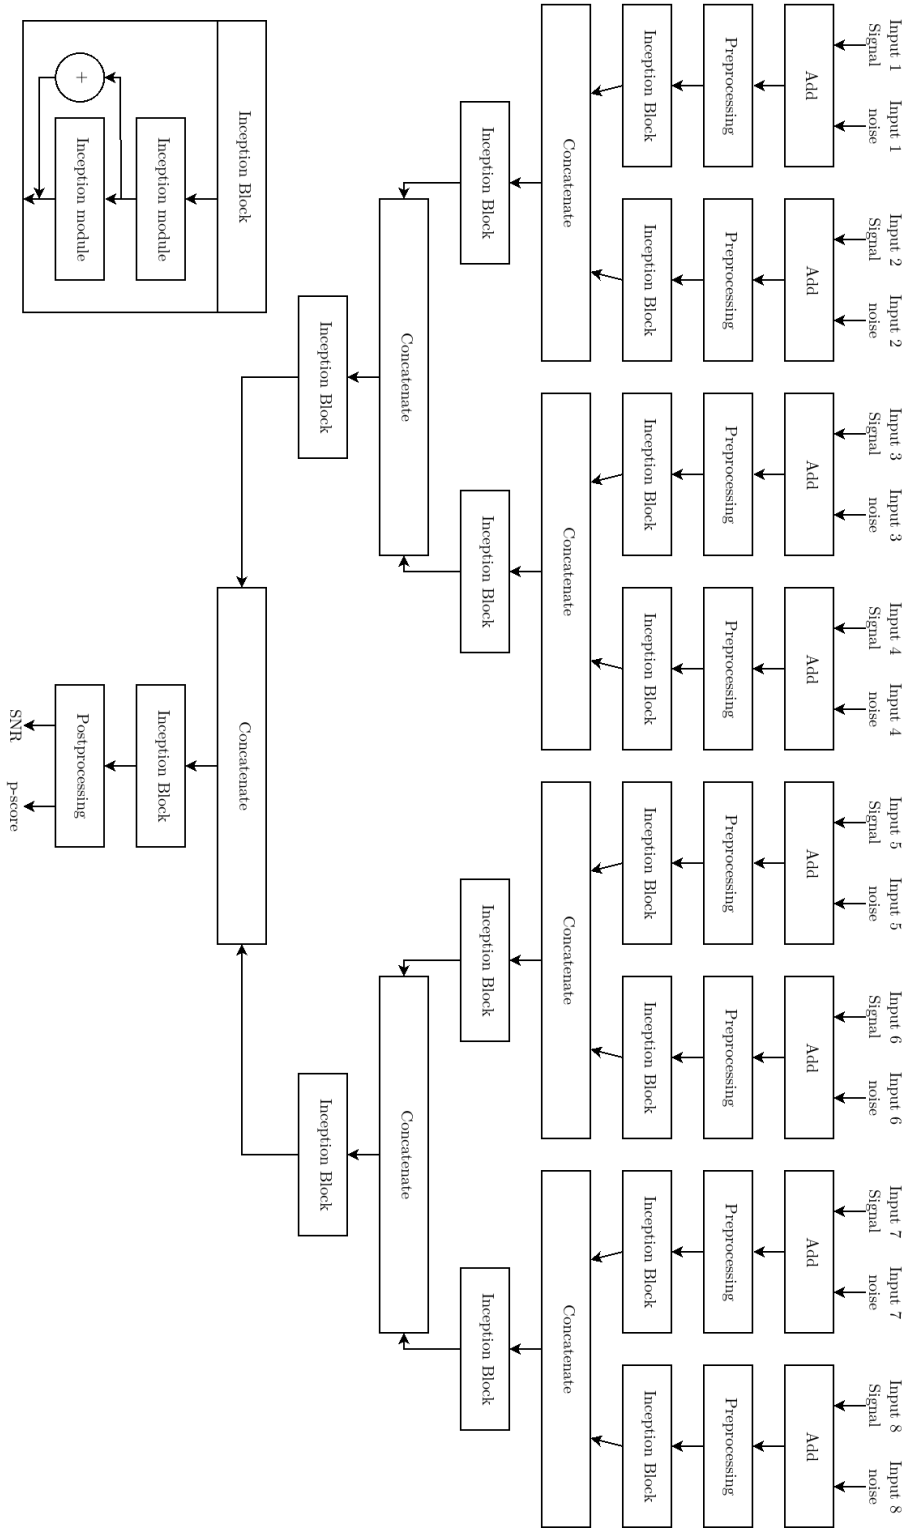 Input 1
Signal
Input 1
noise
Input 2
Signal
Input 2
noise
Input 3
Signal
Input 3
noise
Input 4
Signal
Input 4
noise
Input 5
Signal
Input 5
noise
Input 6
Signal
Input 6
noise
Input 7
Signal
Input 7
noise
Input 8
Signal
Input 8
noise
Add
Add
Add
Add
Add
Add
Add
Add
Preprocessing
Preprocessing
Preprocessing
Preprocessing
Preprocessing
Preprocessing
Preprocessing
Preprocessing
Inception Block
Inception Block
Inception Block
Inception Block
Inception Block
Inception Block
Inception Block
Inception Block
Concatenate
Concatenate
Concatenate
Concatenate
Inception Block
Inception Block
Inception Block
Inception Block
Concatenate
Concatenate
Inception Block
Inception Block
Concatenate
Inception Block
Postprocessing
SNR
p-score
Inception Block
Inception module
Inception module
+